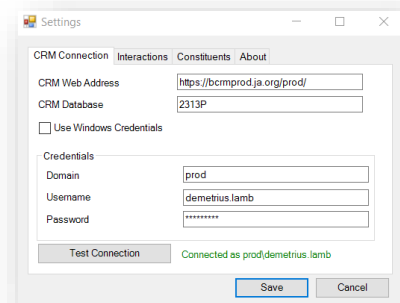 Settings
CRM Connection Interactions Constituents About
CRM Web Address https://bcrmprod.ja.org/prod/
CRM Database 2313P
Use Windows Credentials
Credentials
Domain prod
Username demetrius.lamb
Password *********
Test Connection Connected as prod\demetrius.lamb
Save Cancel